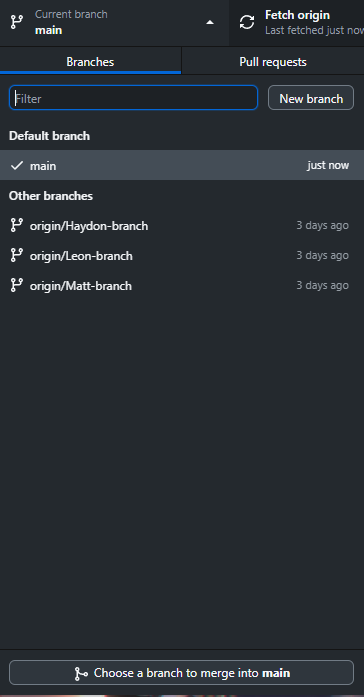 Current branch
main
Fetch origin
Last fetched just now
Branches
Pull requests
Filter
New branch
Default branch
main
just now
Other branches
origin/Haydon-branch
3 days ago
origin/Leon-branch
3 days ago
origin/Matt-branch
3 days ago
Choose a branch to merge into main